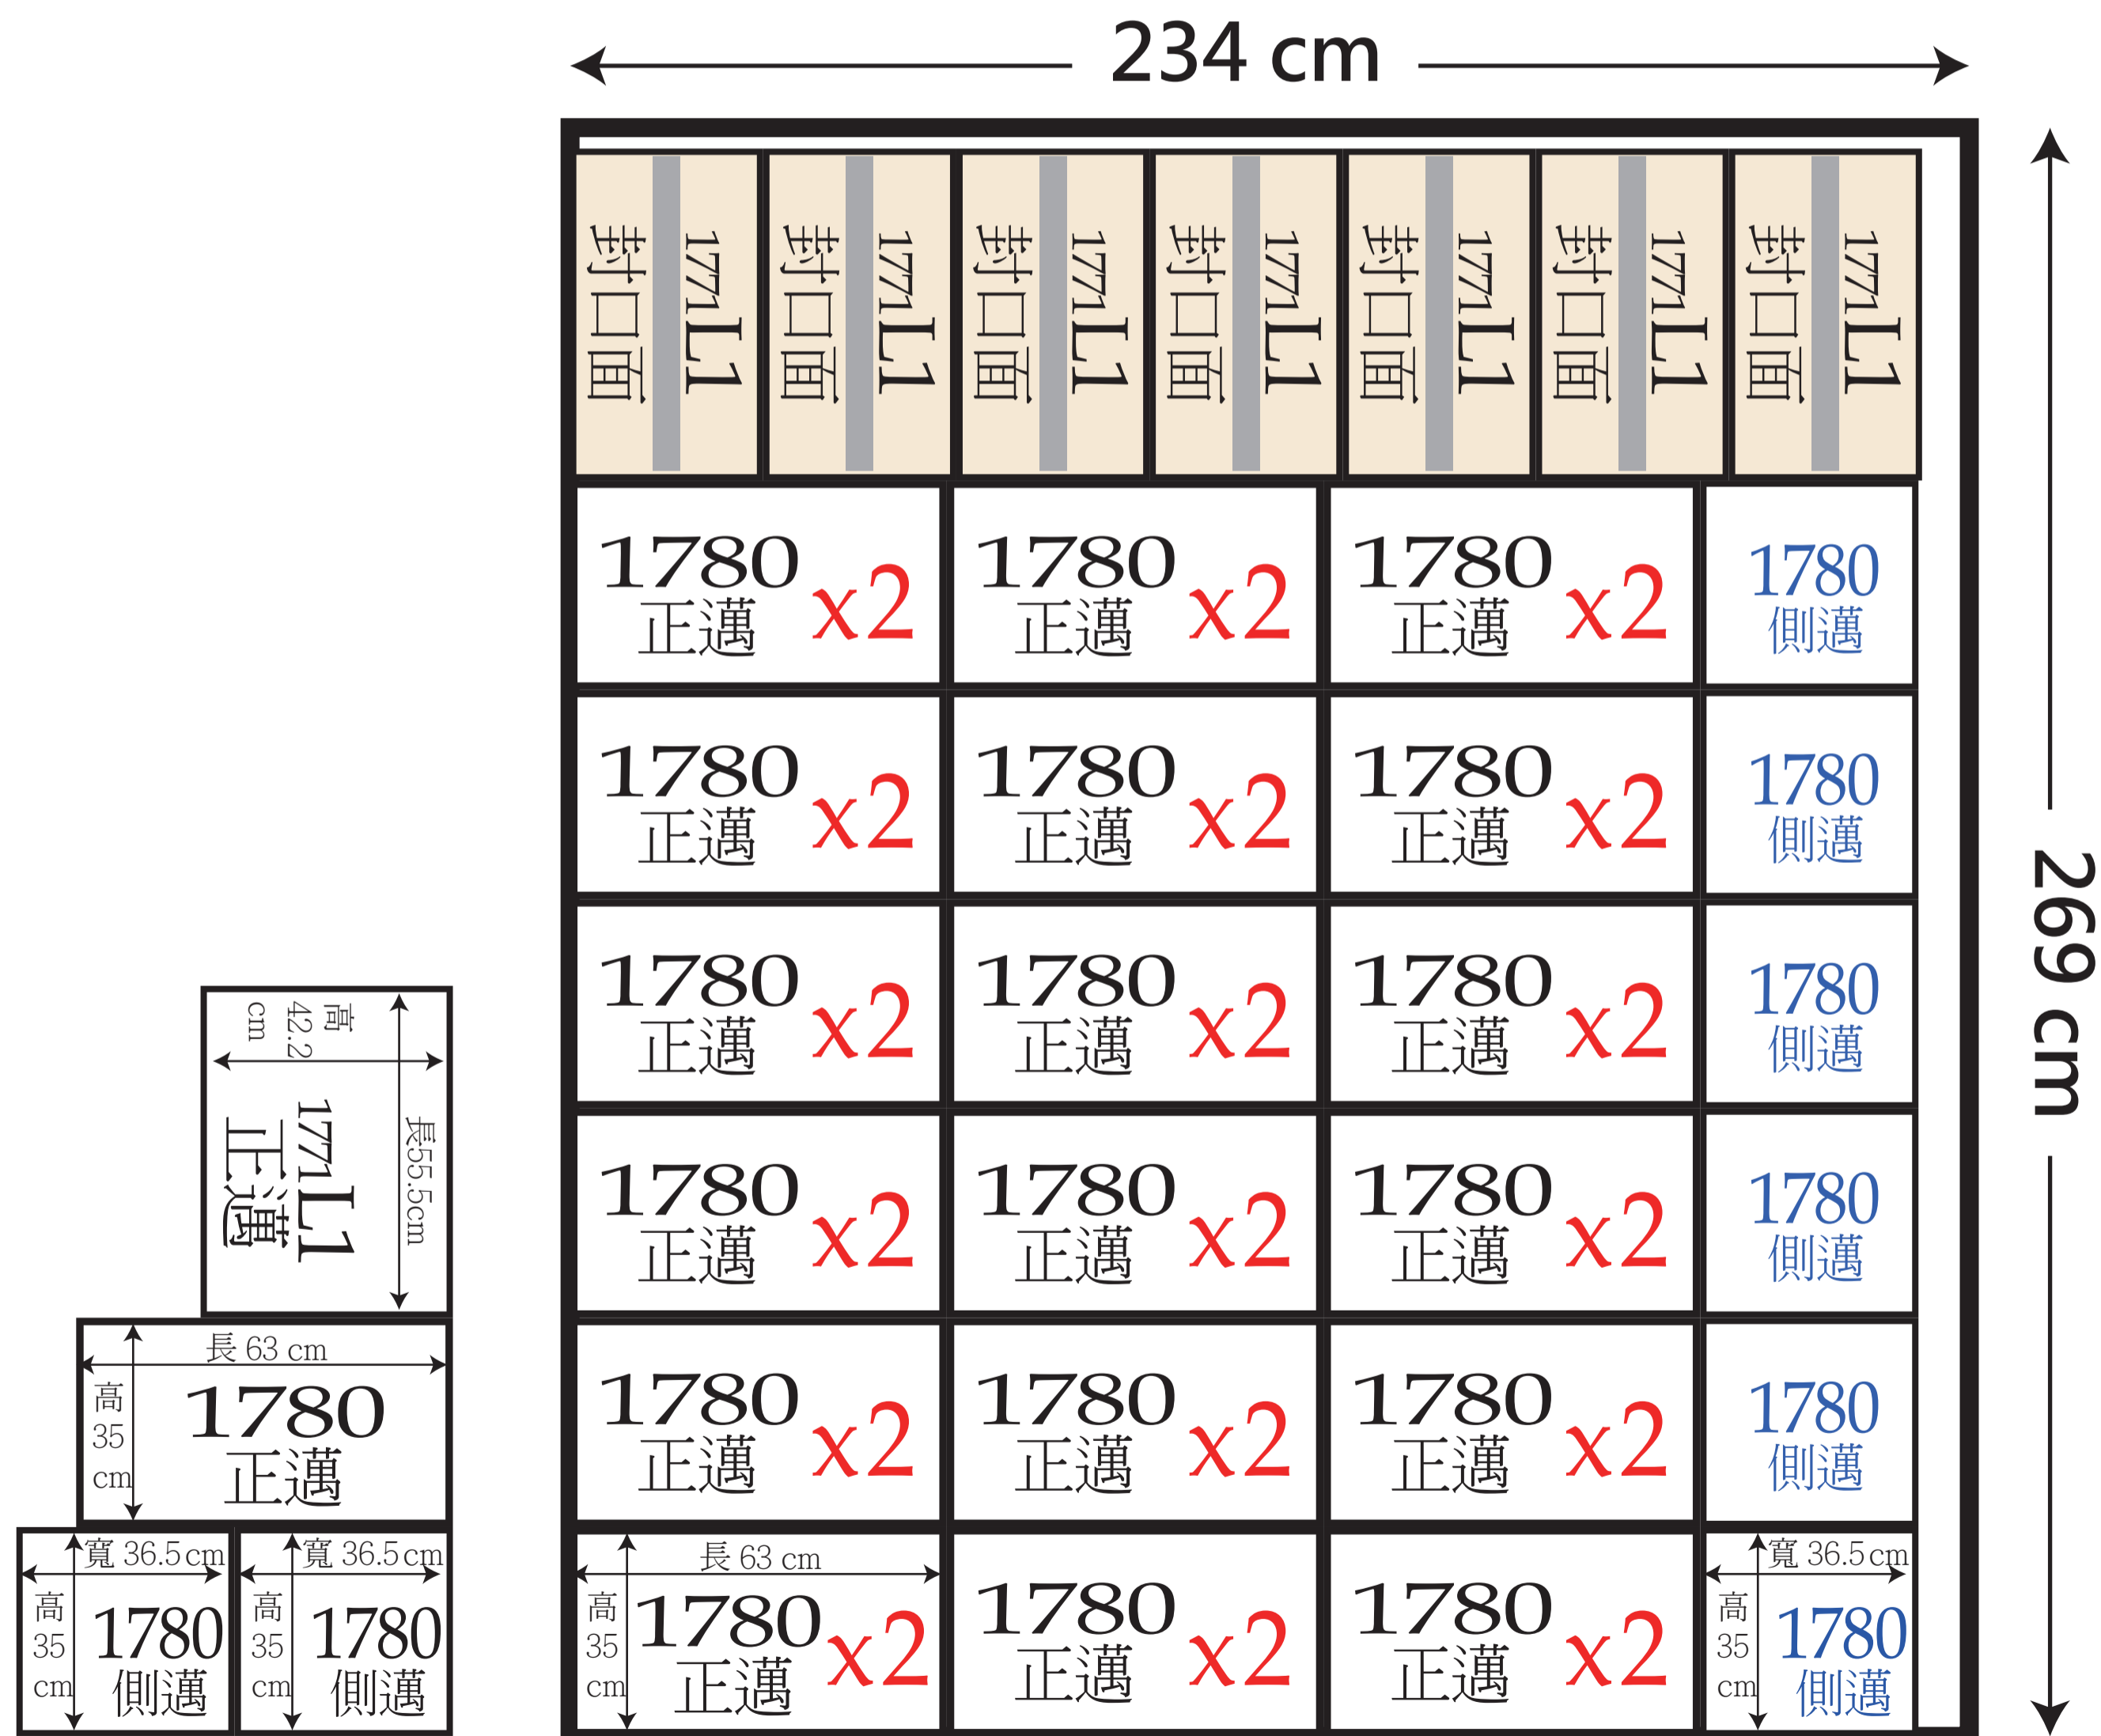 234 cm
269 cm
1771L1
封口面
1771L1
封口面
1771L1
封口面
1771L1
封口面
1771L1
封口面
1771L1
封口面
1771L1
封口面
1780
正邁
x2
1780
正邁
x2
1780
正邁
x2
1780
側邁
1780
正邁
x2
1780
正邁
x2
1780
正邁
x2
1780
側邁
1780
正邁
x2
1780
正邁
x2
1780
正邁
x2
1780
側邁
1780
正邁
x2
1780
正邁
x2
1780
正邁
x2
1780
側邁
1780
正邁
x2
1780
正邁
x2
1780
正邁
x2
1780
側邁
長 63 cm
高
35
cm
1780
正邁
x2
1780
正邁
x2
1780
正邁
x2
寬 36.5cm
高
35
cm
1780
側邁
高
42.2
cm
長55.5cm
1771L1
正邁
長 63 cm
高
35
cm
1780
正邁
寬 36.5cm
高
35
cm
1780
側邁
寬 36.5cm
高
35
cm
1780
側邁